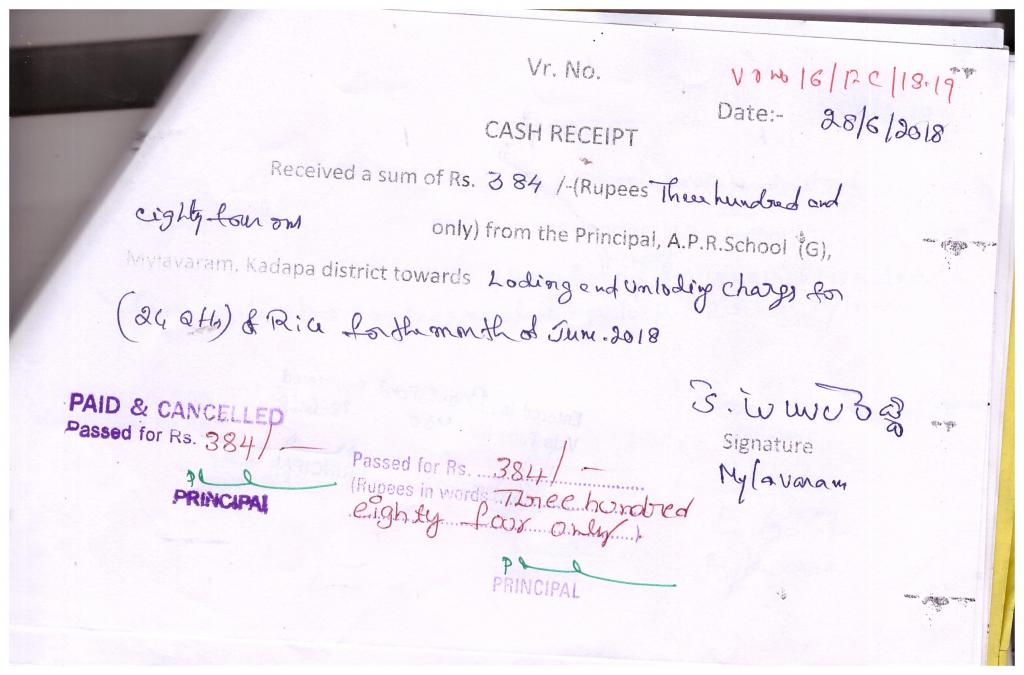 Vr. No.
V No 16/PC/18.19
Date:- 28/6/2018
CASH RECEIPT
Received a sum of Rs. 384 /-(Rupees Three hundred and
eighty four only only) from the Principal, A.P.R.School (G),
Mylavaram, Kadapa district towards Loding and Unloding charges for
(24 Qtls) of Rice for the month of June.2018
PAID & CANCELLED
Passed for Rs. 384/-
PRINCIPAL
Passed for Rs. 384/-
(Rupees in words Three hundred
eighty four only)
PRINCIPAL
Signature
Mylavaram